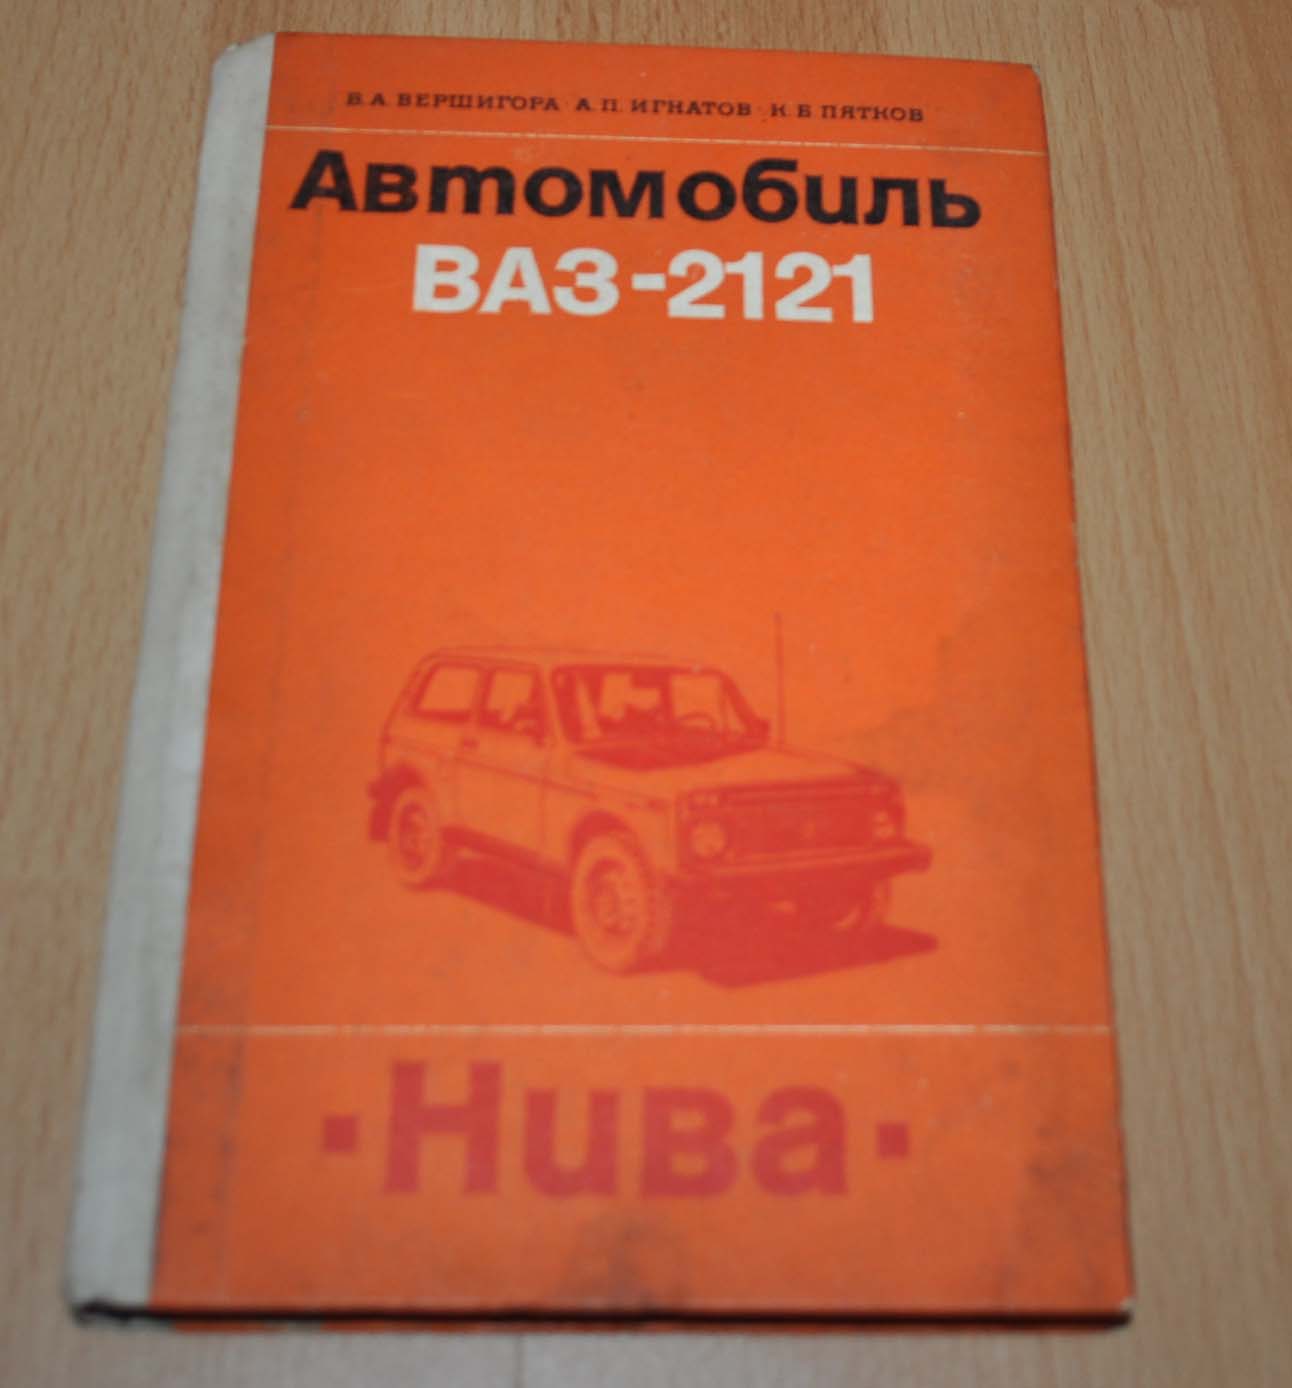 В. А. ВЕРШИГОРА · А. П. ИГНАТОВ · К. Б. ПЯТКОВ
Автомобиль
ВАЗ-2121
·Нива·